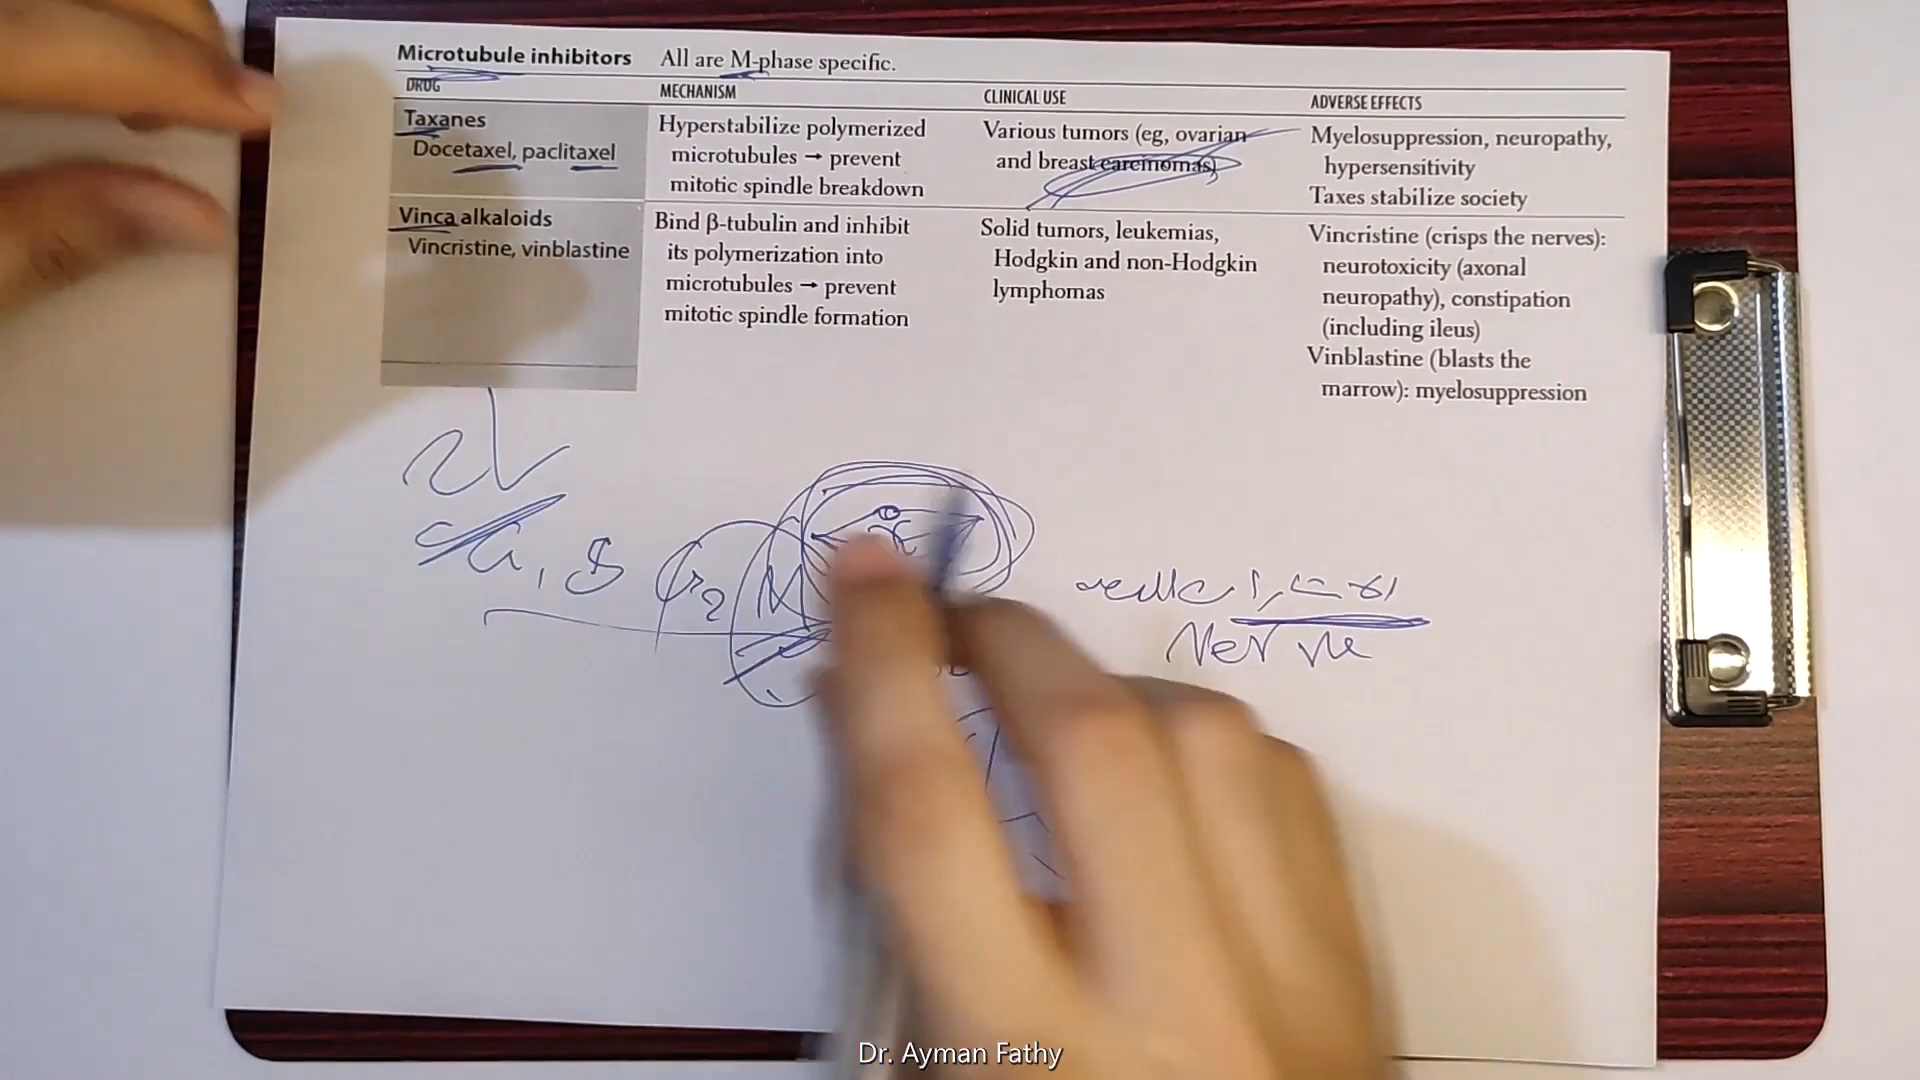 Microtubule inhibitors All are M-phase specific.
DRUG MECHANISM CLINICAL USE ADVERSE EFFECTS
Taxanes
Docetaxel, paclitaxel
Hyperstabilize polymerized
microtubules → prevent
mitotic spindle breakdown
Various tumors (eg, ovarian
and breast carcinomas)
Myelosuppression, neuropathy,
hypersensitivity
Taxes stabilize society
Vinca alkaloids
Vincristine, vinblastine
Bind β-tubulin and inhibit
its polymerization into
microtubules → prevent
mitotic spindle formation
Solid tumors, leukemias,
Hodgkin and non-Hodgkin
lymphomas
Vincristine (crisps the nerves):
neurotoxicity (axonal
neuropathy), constipation
(including ileus)
Vinblastine (blasts the
marrow): myelosuppression
G1 S G2 M
Nerve
Dr. Ayman Fathy